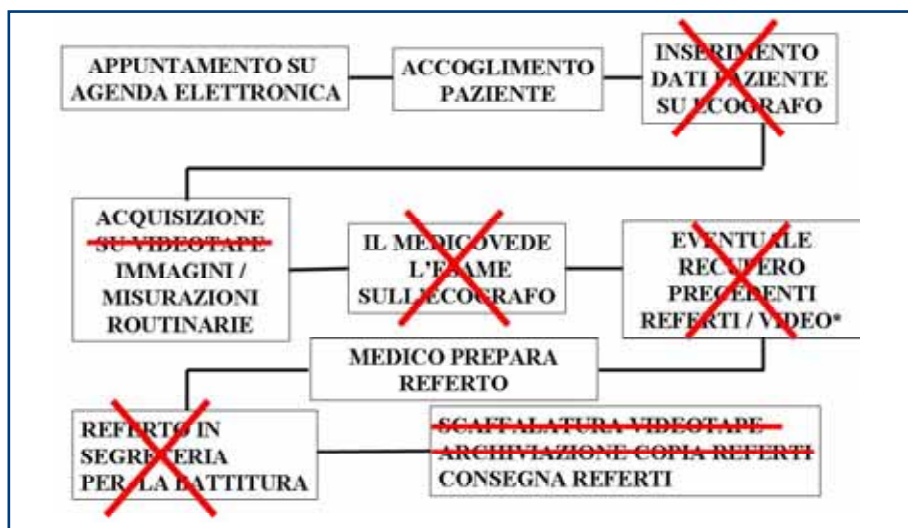 APPUNTAMENTO SU
AGENDA ELETTRONICA
ACCOGLIMENTO
PAZIENTE
INSERIMENTO
DATI PAZIENTE
SU ECOGRAFO
ACQUISIZIONE
SU VIDEOTAPE
IMMAGINI /
MISURAZIONI
ROUTINARIE
IL MEDICOVEDE
L'ESAME
SULL'ECOGRAFO
EVENTUALE
RECUPERO
PRECEDENTI
REFERTI / VIDEO*
MEDICO PREPARA
REFERTO
REFERTO IN
SEGRETERIA
PER LA BATTITURA
SCAFFALATURA VIDEOTAPE
ARCHIVIAZIONE COPIA REFERTI
CONSEGNA REFERTI